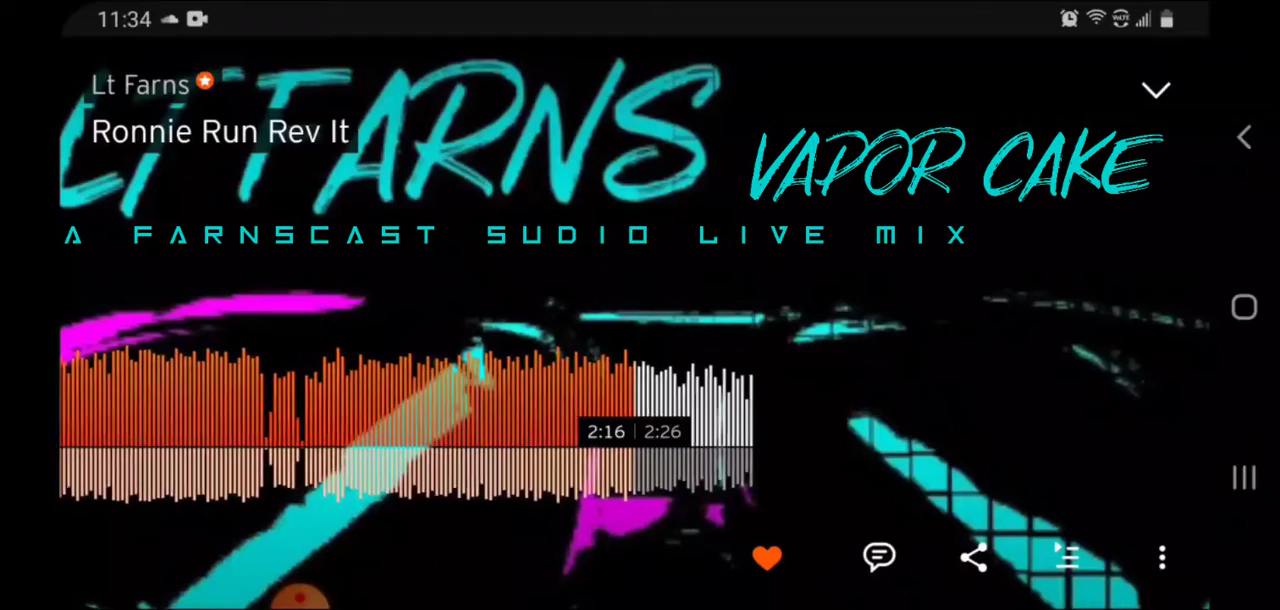 11:34
LT FARNS
Lt Farns
Ronnie Run Rev It
VAPOR CAKE
A FARNSCAST SUDIO LIVE MIX
2:16 | 2:26